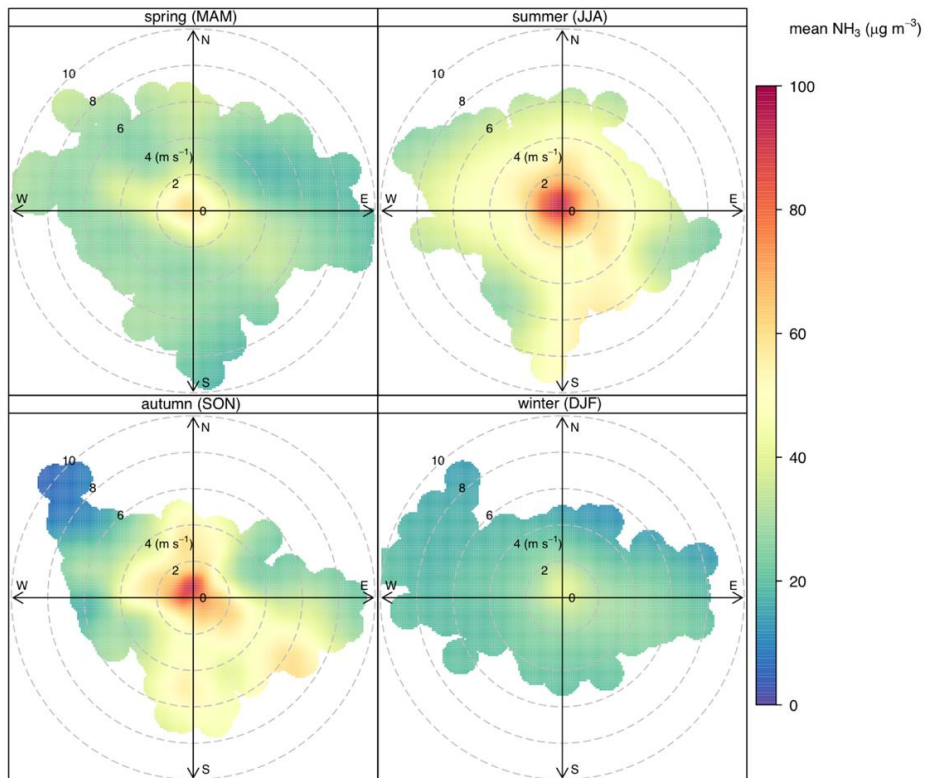 spring (MAM)
N
10
8
6
4 (m s⁻¹)
2
W
0
E
S
summer (JJA)
N
10
8
6
4 (m s⁻¹)
2
W
0
E
S
mean NH₃ (μg m⁻³)
100
80
60
40
20
0
autumn (SON)
N
10
8
6
4 (m s⁻¹)
2
W
0
E
S
winter (DJF)
N
10
8
6
4 (m s⁻¹)
2
W
0
E
S